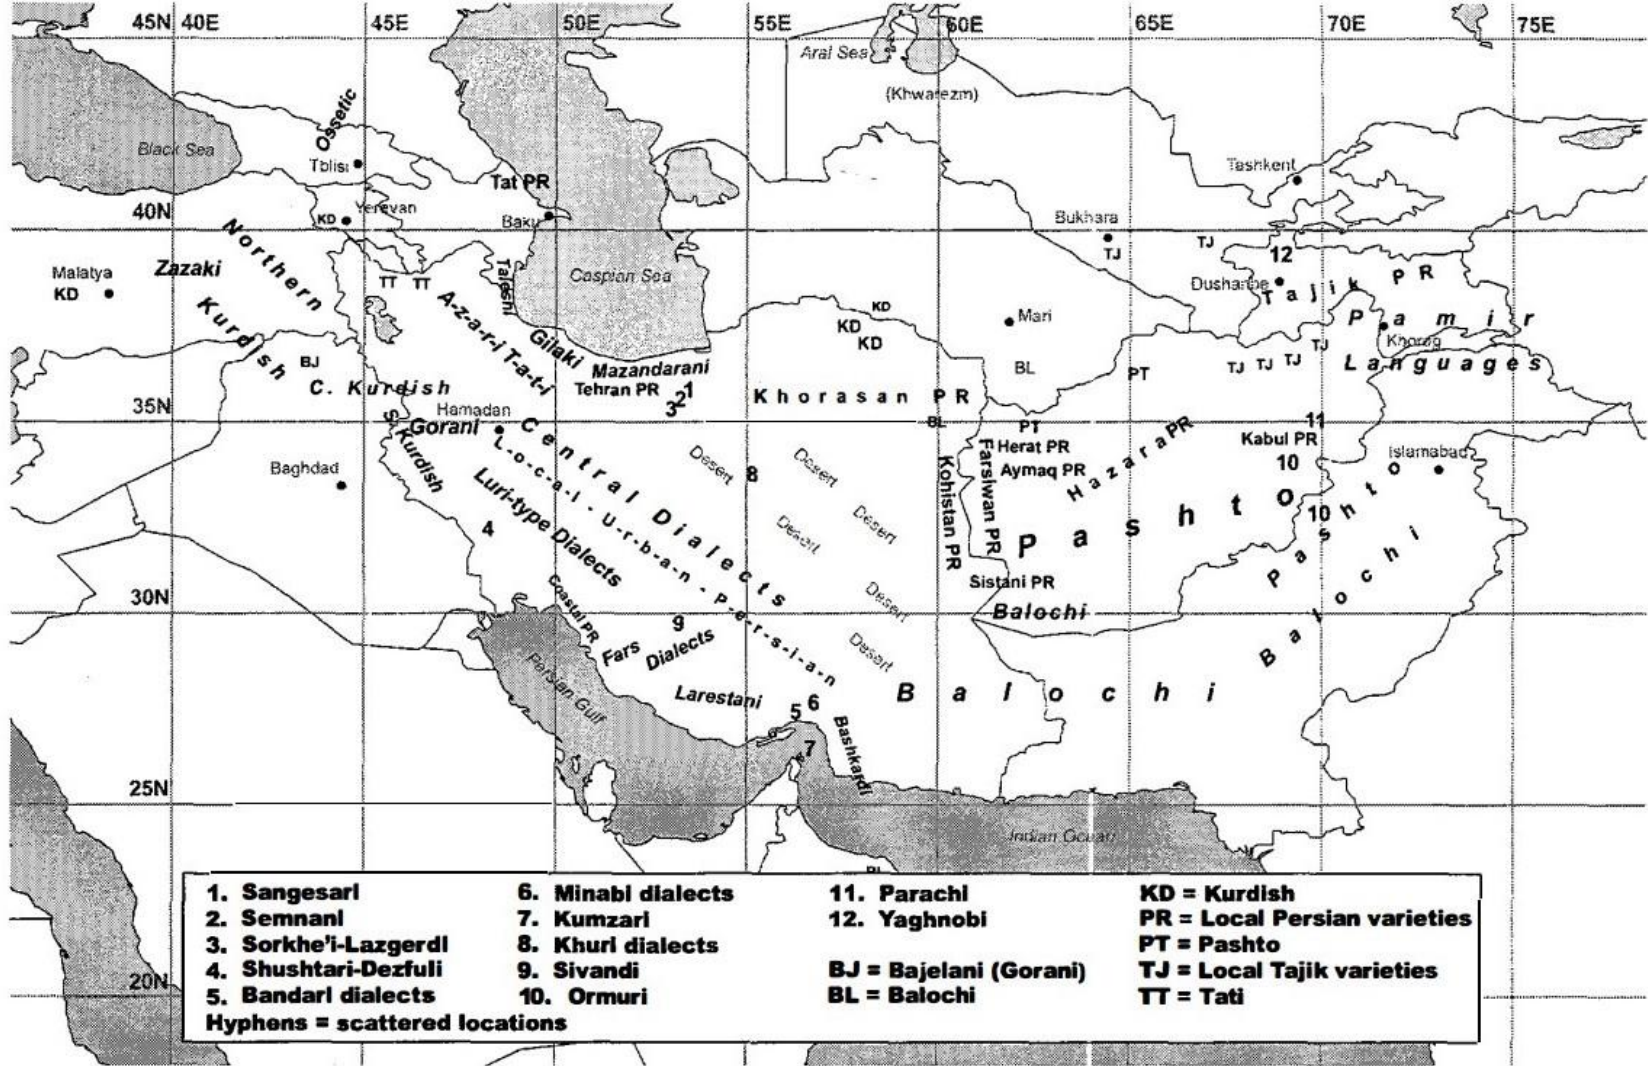 45N 40E 45E 50E 55E 60E 65E 70E 75E
Aral Sea
(Khwarezm)
Ossetic
Black Sea
Tblisi
Tashkent
Tat PR
40N
KD Yerevan
Baku
Bukhara
TJ
TJ
12
Northern
Zazaki
Malatya
KD
TT TT
Taleshi
Caspian Sea
Dushanbe
Tajik PR
Kurdish
A-z-a-r-i T-a-t-i
KD
KD
KD
Mari
Pamir
Khorog
Languages
Gilaki
BJ
Mazandarani
BL
PT
TJ TJ TJ TJ
C. Kurdish
Tehran PR
1
2
3
Khorasan PR
35N
Hamadan
Gorani
S. Kurdish
Central Dialects
L-o-c-a-l - U-r-b-a-n - P-e-r-s-i-a-n
BL
PT
Herat PR
Aymaq PR
Hazara PR
11
Kabul PR
10
Islamabad
Baghdad
Luri-type Dialects
Desert
8
Desert
Kohistan PR
Farsiwan PR
4
Desert
Desert
Pashto
10
Pashto
Balochi
Sistani PR
30N
Coastal PR
Desert
Balochi
9
Fars
Dialects
Desert
Persian Gulf
Larestani
5 6
7
Bashkardi
Balochi
25N
Indian Ocean
20N
1. Sangesari
2. Semnani
3. Sorkhe'i-Lazgerdi
4. Shushtari-Dezfuli
5. Bandari dialects
Hyphens = scattered locations
6. Minabi dialects
7. Kumzari
8. Khuri dialects
9. Sivandi
10. Ormuri
11. Parachi
12. Yaghnobi
BJ = Bajelani (Gorani)
BL = Balochi
KD = Kurdish
PR = Local Persian varieties
PT = Pashto
TJ = Local Tajik varieties
TT = Tati